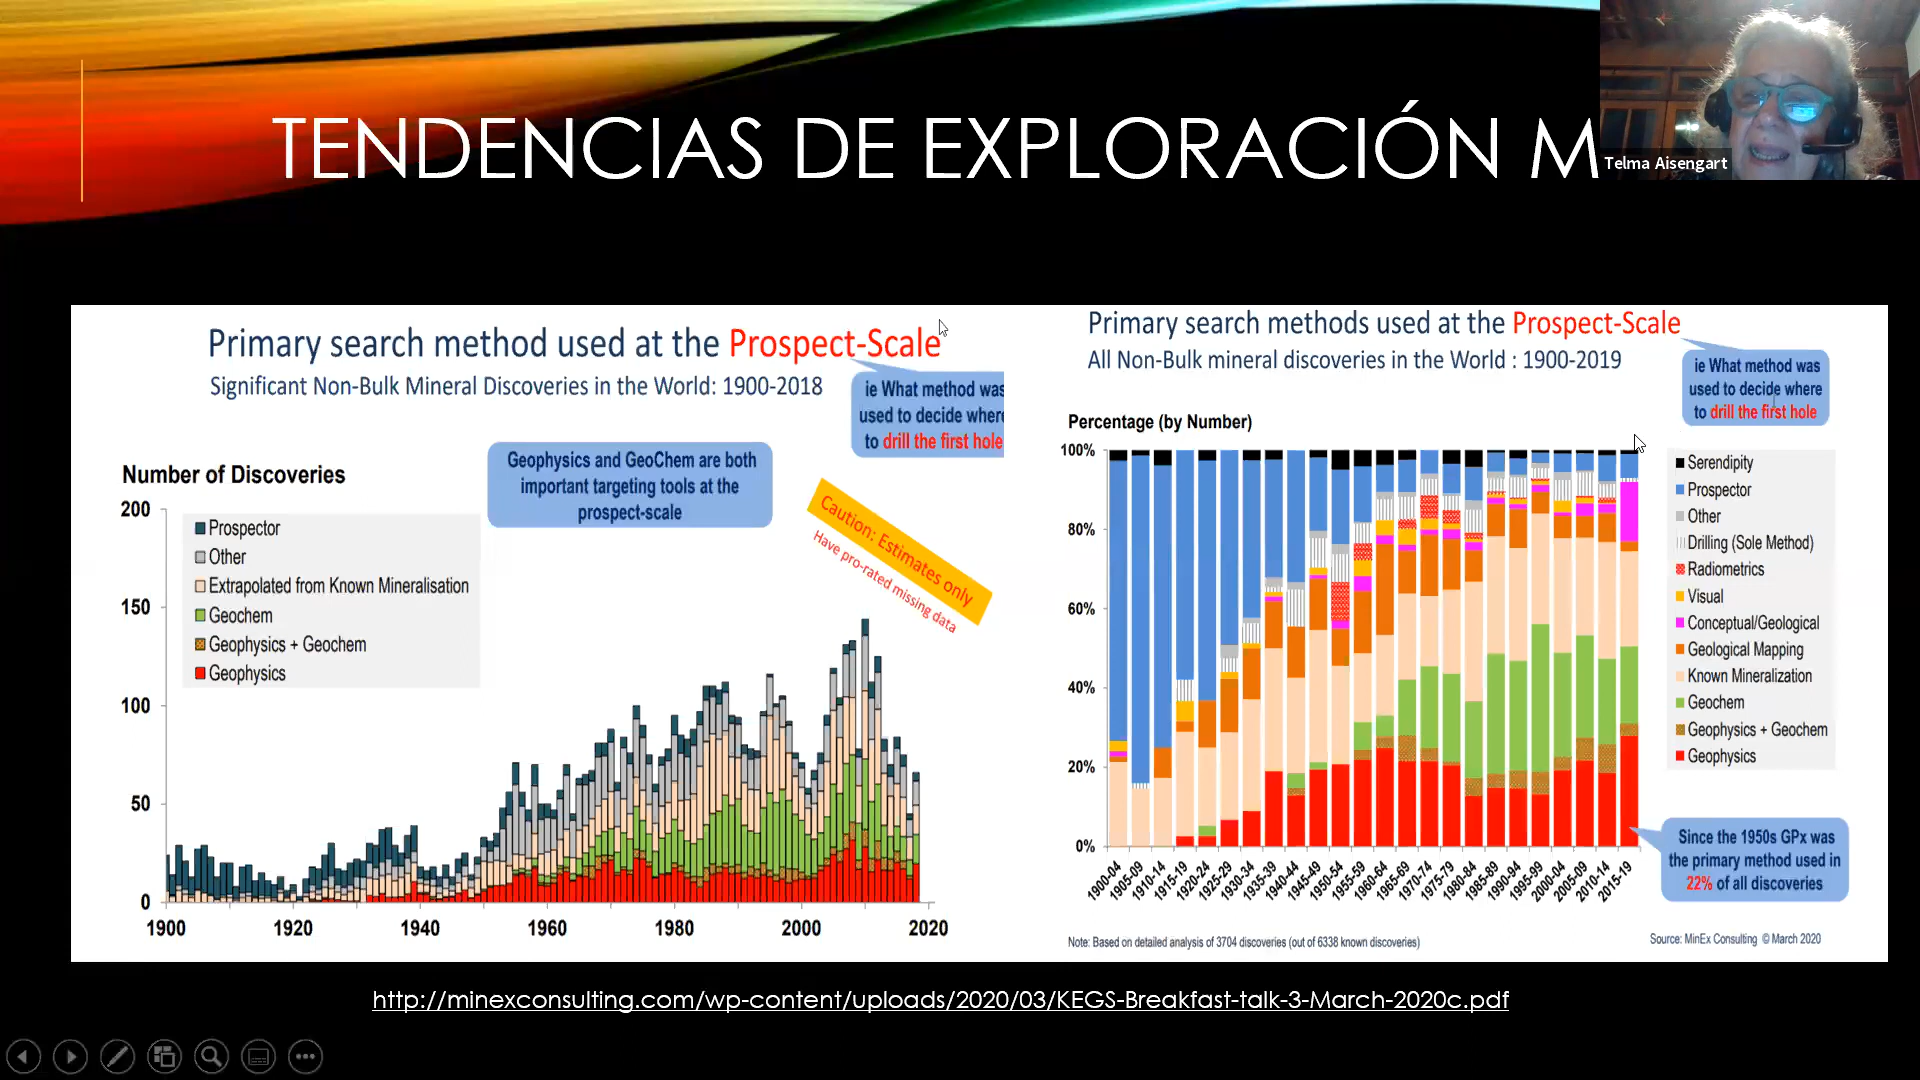 TENDENCIAS DE EXPLORACIÓN M
Telma Aisengart
Primary search method used at the Prospect-Scale
Significant Non-Bulk Mineral Discoveries in the World: 1900-2018
ie What method was
used to decide where
to drill the first hole
Geophysics and GeoChem are both
important targeting tools at the
prospect-scale
Caution: Estimates only
Have pro-rated missing data
Number of Discoveries
200
150
100
50
0
Prospector
Other
Extrapolated from Known Mineralisation
Geochem
Geophysics + Geochem
Geophysics
1900 1920 1940 1960 1980 2000 2020
Primary search methods used at the Prospect-Scale
All Non-Bulk mineral discoveries in the World : 1900-2019
ie What method was
used to decide where
to drill the first hole
Percentage (by Number)
100%
80%
60%
40%
20%
0%
Serendipity
Prospector
Other
Drilling (Sole Method)
Radiometrics
Visual
Conceptual/Geological
Geological Mapping
Known Mineralization
Geochem
Geophysics + Geochem
Geophysics
Since the 1950s GPx was
the primary method used in
22% of all discoveries
1900-04 1905-09 1910-14 1915-19 1920-24 1925-29 1930-34 1935-39 1940-44 1945-49 1950-54 1955-59 1960-64 1965-69 1970-74 1975-79 1980-84 1985-89 1990-94 1995-99 2000-04 2005-09 2010-14 2015-19
Note: Based on detailed analysis of 3704 discoveries (out of 6338 known discoveries)
Source: MinEx Consulting © March 2020
http://minexconsulting.com/wp-content/uploads/2020/03/KEGS-Breakfast-talk-3-March-2020c.pdf